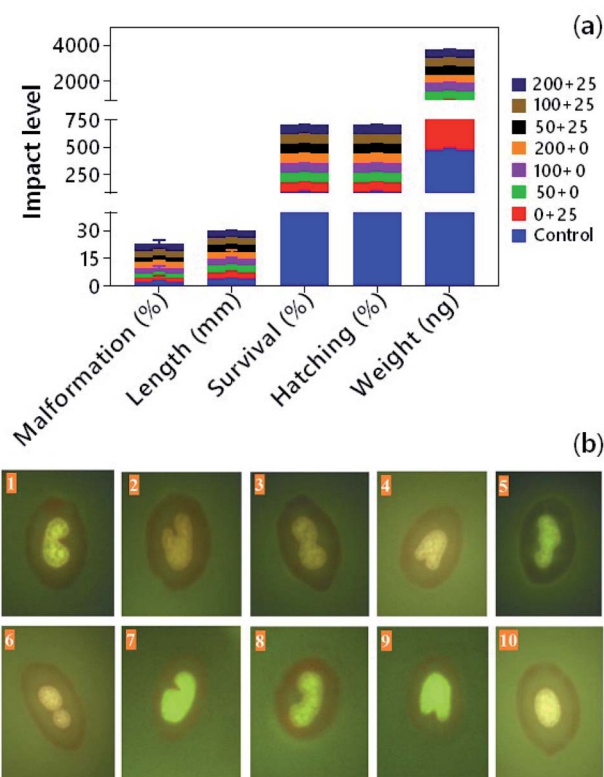 (a)
4000
2000
750
500
250
30
15
0
Impact level
Malformation (%)
Length (mm)
Survival (%)
Hatching (%)
Weight (ng)
200+25
100+25
50+25
200+0
100+0
50+0
0+25
Control
(b)
1 2 3 4 5
6 7 8 9 10